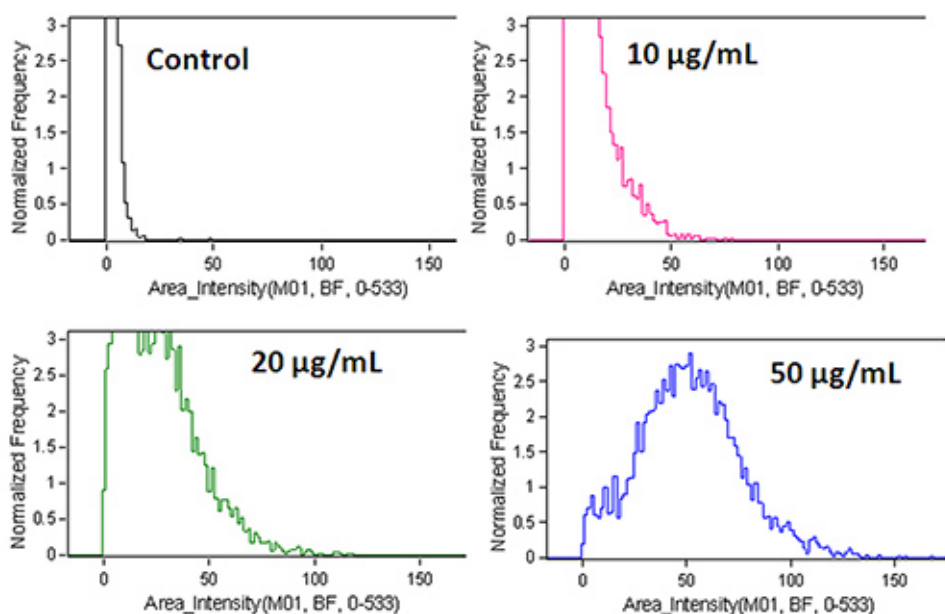 Control
Normalized Frequency
3
2.5
2
1.5
1
0.5
0
0 50 100 150
Area_Intensity(M01, BF, 0-533)
10 µg/mL
Normalized Frequency
3
2.5
2
1.5
1
0.5
0
0 50 100 150
Area_Intensity(M01, BF, 0-533)
20 µg/mL
Normalized Frequency
3
2.5
2
1.5
1
0.5
0
0 50 100 150
Area_Intensity(M01, BF, 0-533)
50 µg/mL
Normalized Frequency
3
2.5
2
1.5
1
0.5
0
0 50 100 150
Area_Intensity(M01, BF, 0-533)